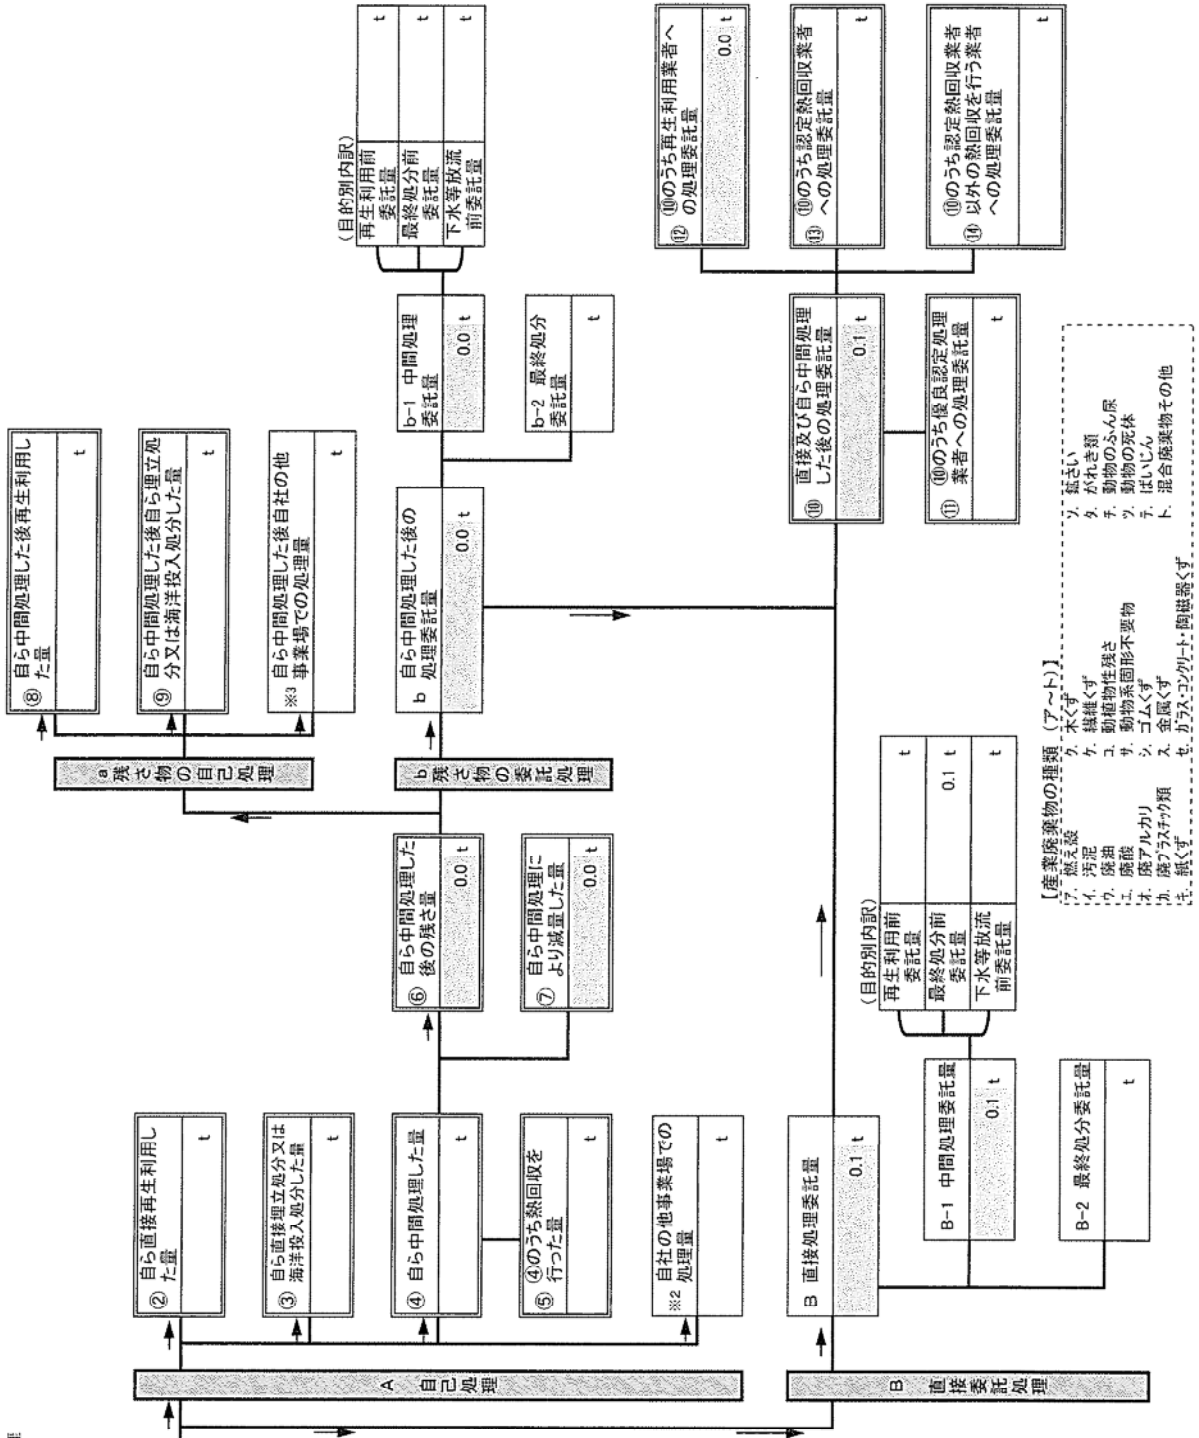 A 自己処理
② 自ら直接再生利用し
た量
t
③ 自ら直接埋立処分又は
海洋投入処分した量
t
④ 自ら中間処理した量
t
⑤ ④のうち熱回収を
行った量
t
※2 自社の他事業場での
処理量
t
⑥ 自ら中間処理した
後の残さ量
0.0 t
⑦ 自ら中間処理に
より減量した量
0.0 t
a 残さ物の自己処理
⑧ 自ら中間処理した後再生利用し
た量
t
⑨ 自ら中間処理した後自ら埋立処
分又は海洋投入処分した量
t
※3 自ら中間処理した後自社の他
事業場での処理量
t
b 残さ物の委託処理
b 自ら中間処理した後の
処理委託量
0.0 t
b-1 中間処理
委託量
0.0 t
b-2 最終処分
委託量
t
(目的別内訳)
再生利用前
委託量
t
最終処分前
委託量
t
下水等放流
前委託量
t
B 直接委託処理
B 直接処理委託量
0.1 t
B-1 中間処理委託量
0.1 t
B-2 最終処分委託量
t
(目的別内訳)
再生利用前
委託量
t
最終処分前
委託量
0.1 t
下水等放流
前委託量
t
⑩ 直接及び自ら中間処理
した後の処理委託量
0.1 t
⑪ ⑩のうち優良認定処理
業者への処理委託量
t
⑫ ⑩のうち再生利用業者へ
の処理委託量
0.0 t
⑬ ⑩のうち認定熱回収業者
への処理委託量
t
⑭ ⑩のうち認定熱回収業者
以外の熱回収を行う業者
への処理委託量
t
【産業廃棄物の種類(ア~ト)】
ア. 燃え殻
イ. 汚泥
ウ. 廃油
エ. 廃酸
オ. 廃アルカリ
カ. 廃プラスチック類
キ. 紙くず
ク. 木くず
ケ. 繊維くず
コ. 動植物性残さ
サ. 動物系固形不要物
シ. ゴムくず
ス. 金属くず
セ. ガラス・コンクリート・陶磁器くず
ソ. 鉱さい
タ. がれき類
チ. 動物のふん尿
ツ. 動物の死体
テ. ばいじん
ト. 混合廃棄物その他